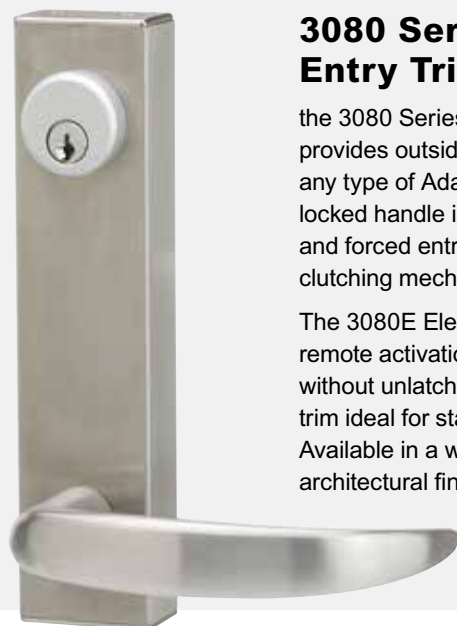 3080 Ser
Entry Tri
the 3080 Series
provides outsid
any type of Ada
locked handle i
and forced entr
clutching mech
The 3080E Ele
remote activatio
without unlatch
trim ideal for sta
Available in a w
architectural fin